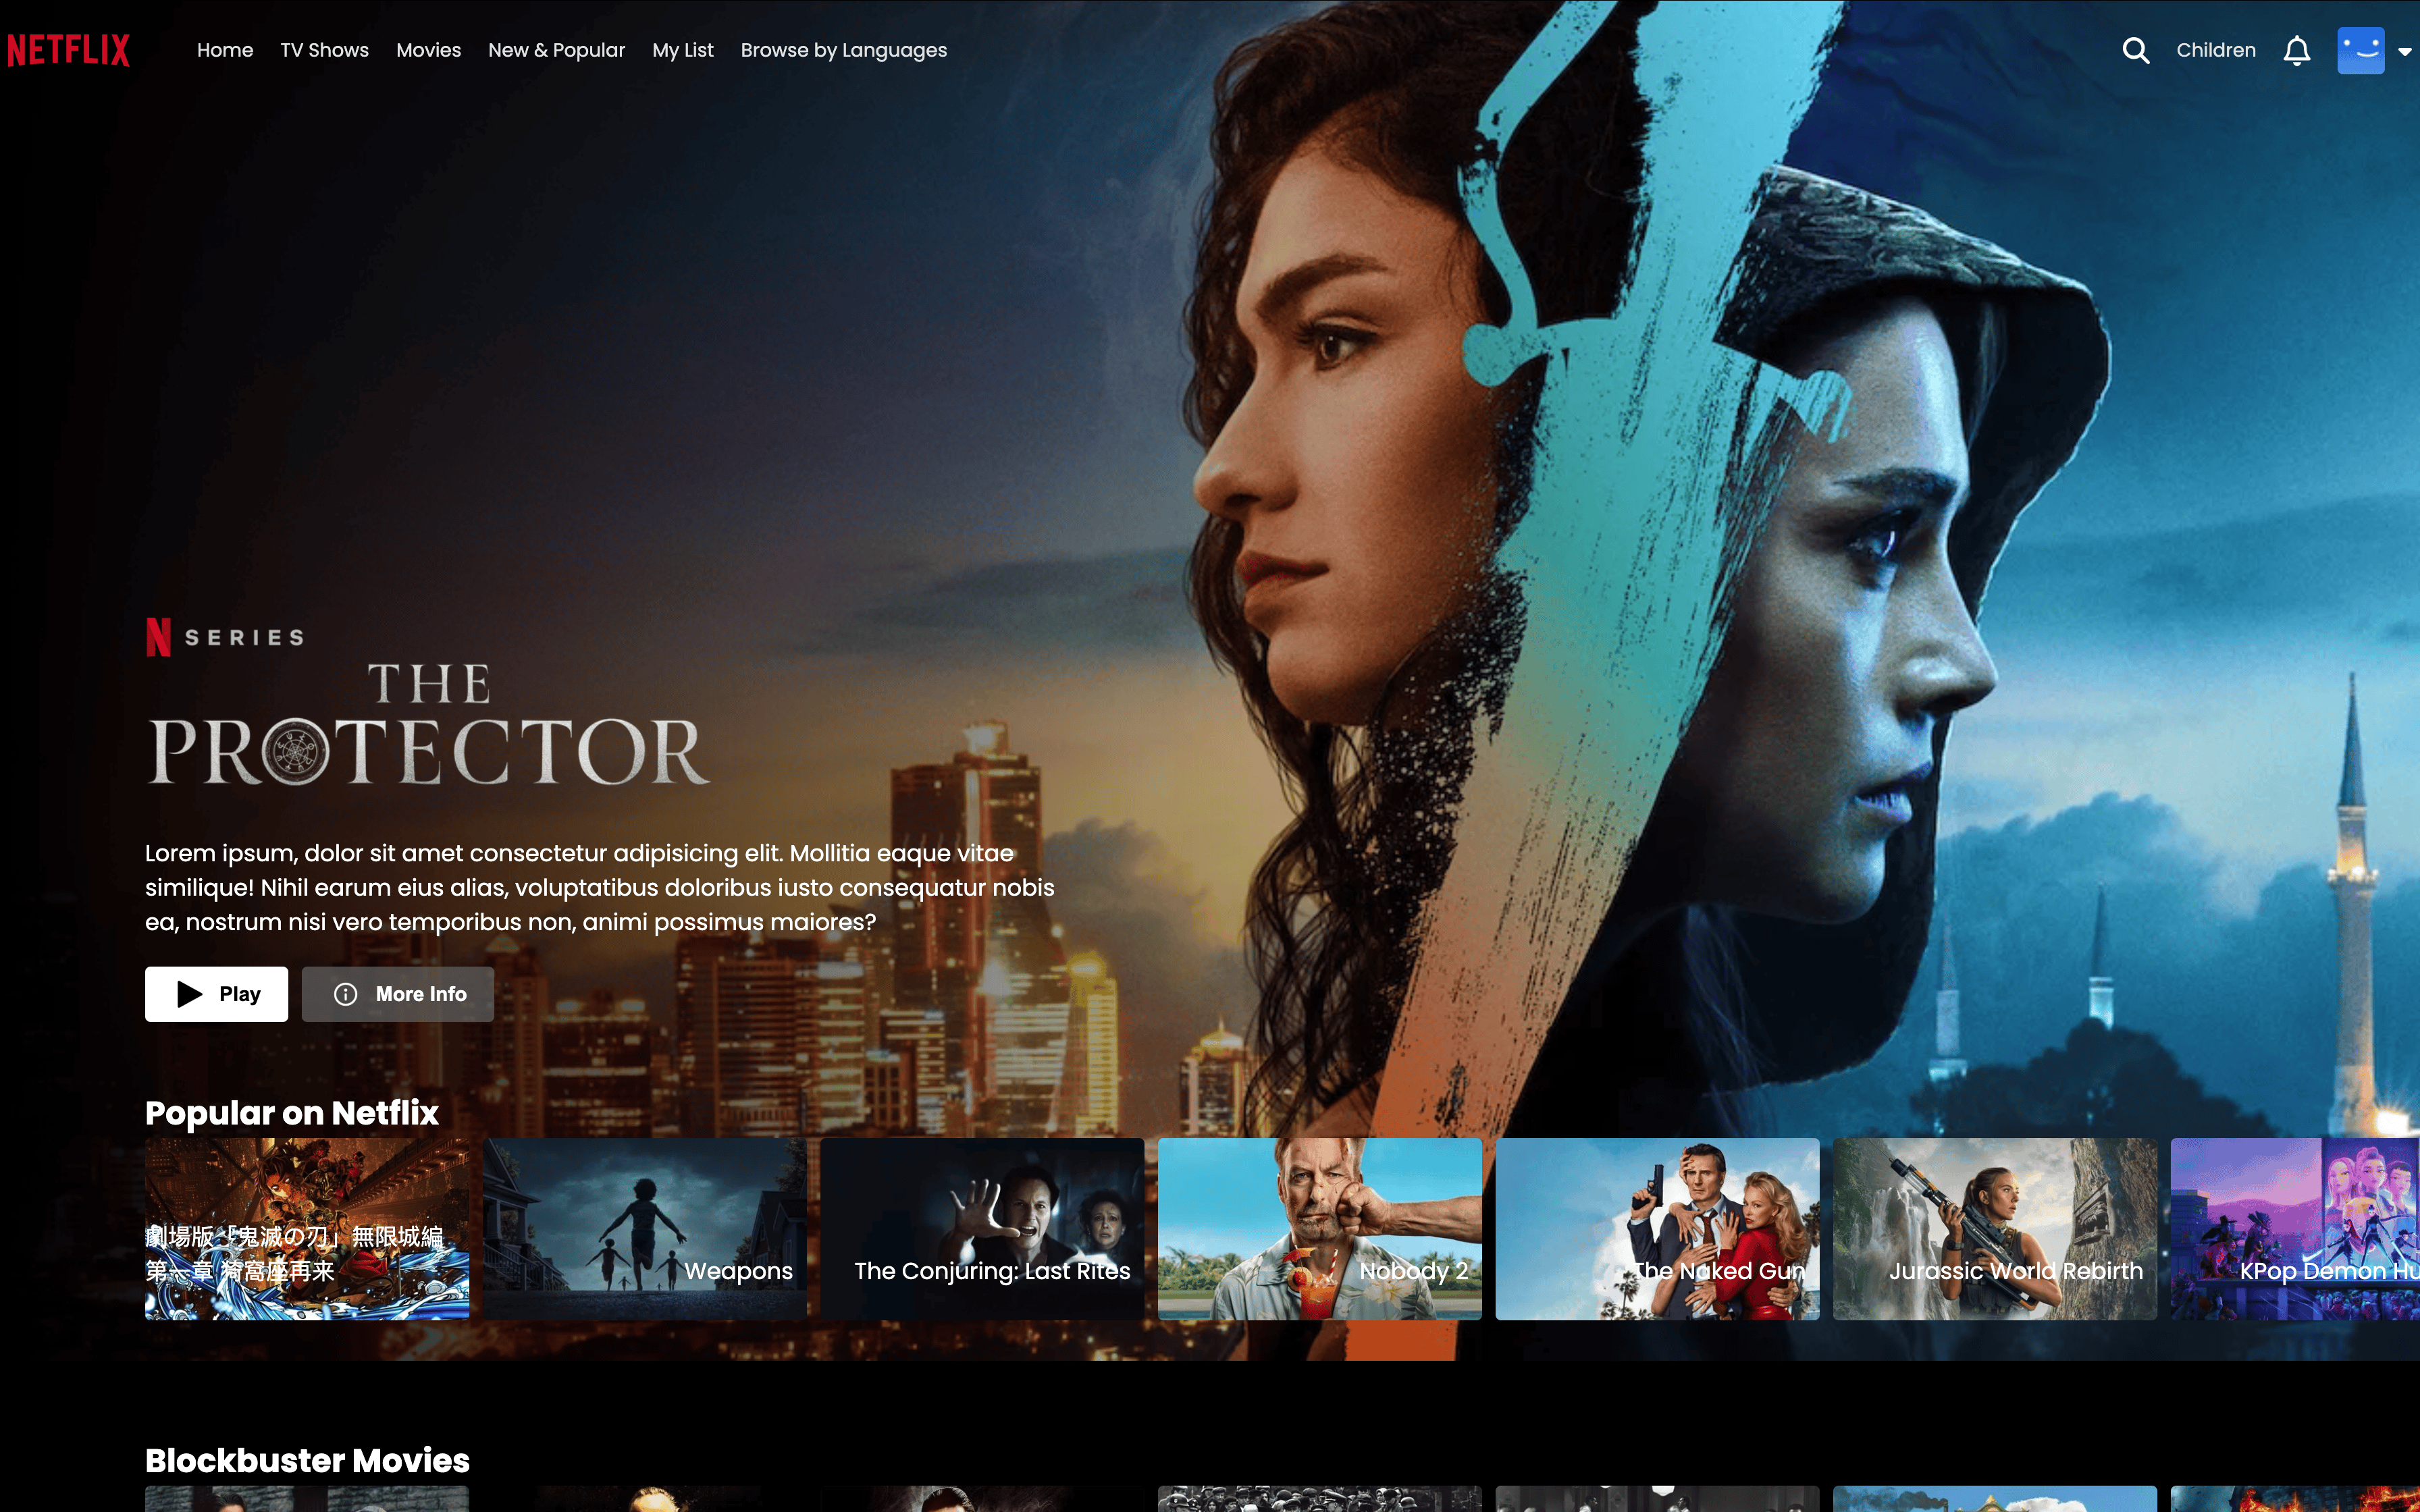 NETFLIX
Home TV Shows Movies New & Popular My List Browse by Languages
Children
N SERIES
THE
PROTECTOR
Lorem ipsum, dolor sit amet consectetur adipisicing elit. Mollitia eaque vitae
similique! Nihil earum eius alias, voluptatibus doloribus iusto consequatur nobis
ea, nostrum nisi vero temporibus non, animi possimus maiores?
Play
More Info
Popular on Netflix
劇場版「鬼滅の刃」無限城編
第一章 猗窩座再来
Weapons
The Conjuring: Last Rites
Nobody 2
The Naked Gun
Jurassic World Rebirth
KPop Demon Hu
Blockbuster Movies